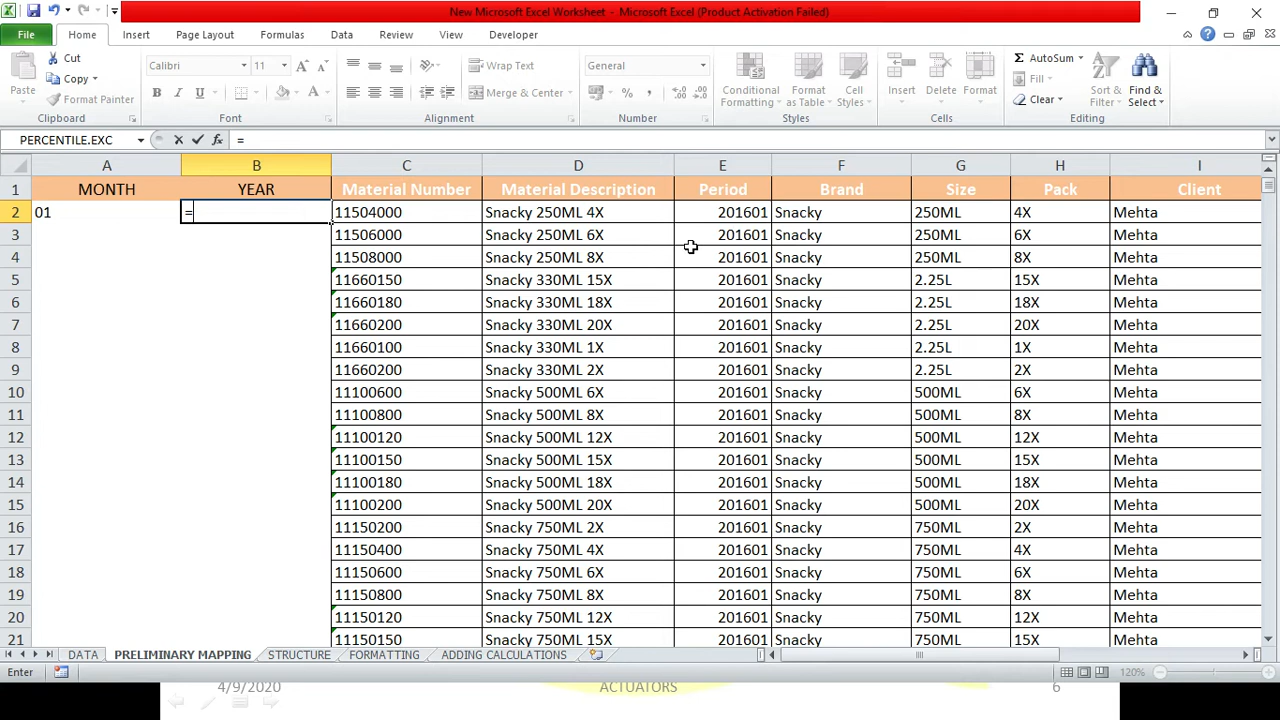 New Microsoft Excel Worksheet - Microsoft Excel (Product Activation Failed)
File Home Insert Page Layout Formulas Data Review View Developer
Cut Calibri 11 Wrap Text General AutoSum
Paste Copy Conditional Formatting Format as Table Cell Styles Insert Delete Format Fill Sort & Filter Find & Select
Format Painter B I U Merge & Center % , Clear
Clipboard Font Alignment Number Styles Cells Editing
PERCENTILE.EXC fx =
A B C D E F G H I
1 MONTH YEAR Material Number Material Description Period Brand Size Pack Client
2 01 = 11504000 Snacky 250ML 4X 201601 Snacky 250ML 4X Mehta
3 11506000 Snacky 250ML 6X 201601 Snacky 250ML 6X Mehta
4 11508000 Snacky 250ML 8X 201601 Snacky 250ML 8X Mehta
5 11660150 Snacky 330ML 15X 201601 Snacky 2.25L 15X Mehta
6 11660180 Snacky 330ML 18X 201601 Snacky 2.25L 18X Mehta
7 11660200 Snacky 330ML 20X 201601 Snacky 2.25L 20X Mehta
8 11660100 Snacky 330ML 1X 201601 Snacky 2.25L 1X Mehta
9 11660200 Snacky 330ML 2X 201601 Snacky 2.25L 2X Mehta
10 11100600 Snacky 500ML 6X 201601 Snacky 500ML 6X Mehta
11 11100800 Snacky 500ML 8X 201601 Snacky 500ML 8X Mehta
12 11100120 Snacky 500ML 12X 201601 Snacky 500ML 12X Mehta
13 11100150 Snacky 500ML 15X 201601 Snacky 500ML 15X Mehta
14 11100180 Snacky 500ML 18X 201601 Snacky 500ML 18X Mehta
15 11100200 Snacky 500ML 20X 201601 Snacky 500ML 20X Mehta
16 11150200 Snacky 750ML 2X 201601 Snacky 750ML 2X Mehta
17 11150400 Snacky 750ML 4X 201601 Snacky 750ML 4X Mehta
18 11150600 Snacky 750ML 6X 201601 Snacky 750ML 6X Mehta
19 11150800 Snacky 750ML 8X 201601 Snacky 750ML 8X Mehta
20 11150120 Snacky 750ML 12X 201601 Snacky 750ML 12X Mehta
21 11150150 Snacky 750ML 15X 201601 Snacky 750ML 15X Mehta
DATA PRELIMINARY MAPPING STRUCTURE FORMATTING ADDING CALCULATIONS
Enter 120%
4/9/2020 ACTUATORS 6